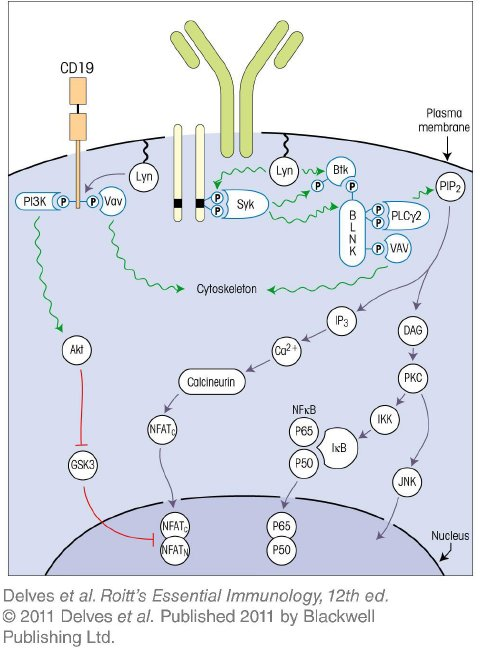 CD19
Plasma
membrane
Lyn
Lyn
Btk
P
PI3K
P
P
Vav
P
P
Syk
P
P
BLNK
P
P
PLCγ2
PIP2
P
VAV
Cytoskeleton
IP3
DAG
Ca2+
Akt
Calcineurin
PKC
NFκB
IKK
NFATC
P65
IκB
GSK3
P50
JNK
NFATC
P65
Nucleus
NFATN
P50
Delves et al. Roitt's Essential Immunology, 12th ed.
© 2011 Delves et al. Published 2011 by Blackwell
Publishing Ltd.